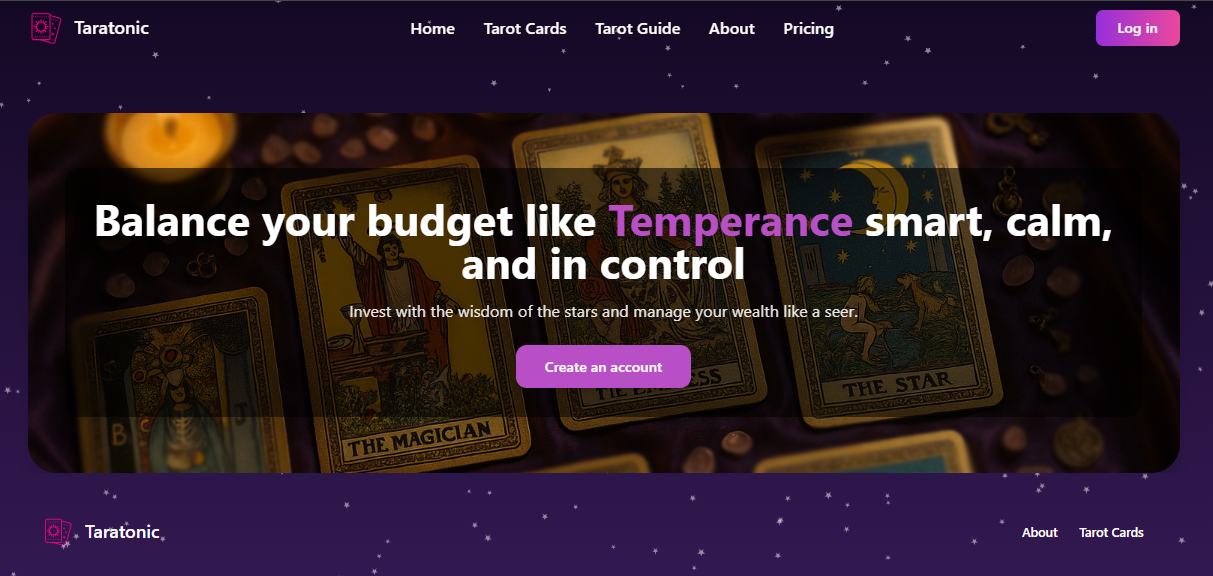 Taratonic
Home
Tarot Cards
Tarot Guide
About
Pricing
Log in
Balance your budget like Temperance smart, calm,
and in control
Invest with the wisdom of the stars and manage your wealth like a seer.
Create an account
B
J
THE MAGICIAN
THE STAR
Taratonic
About
Tarot Cards